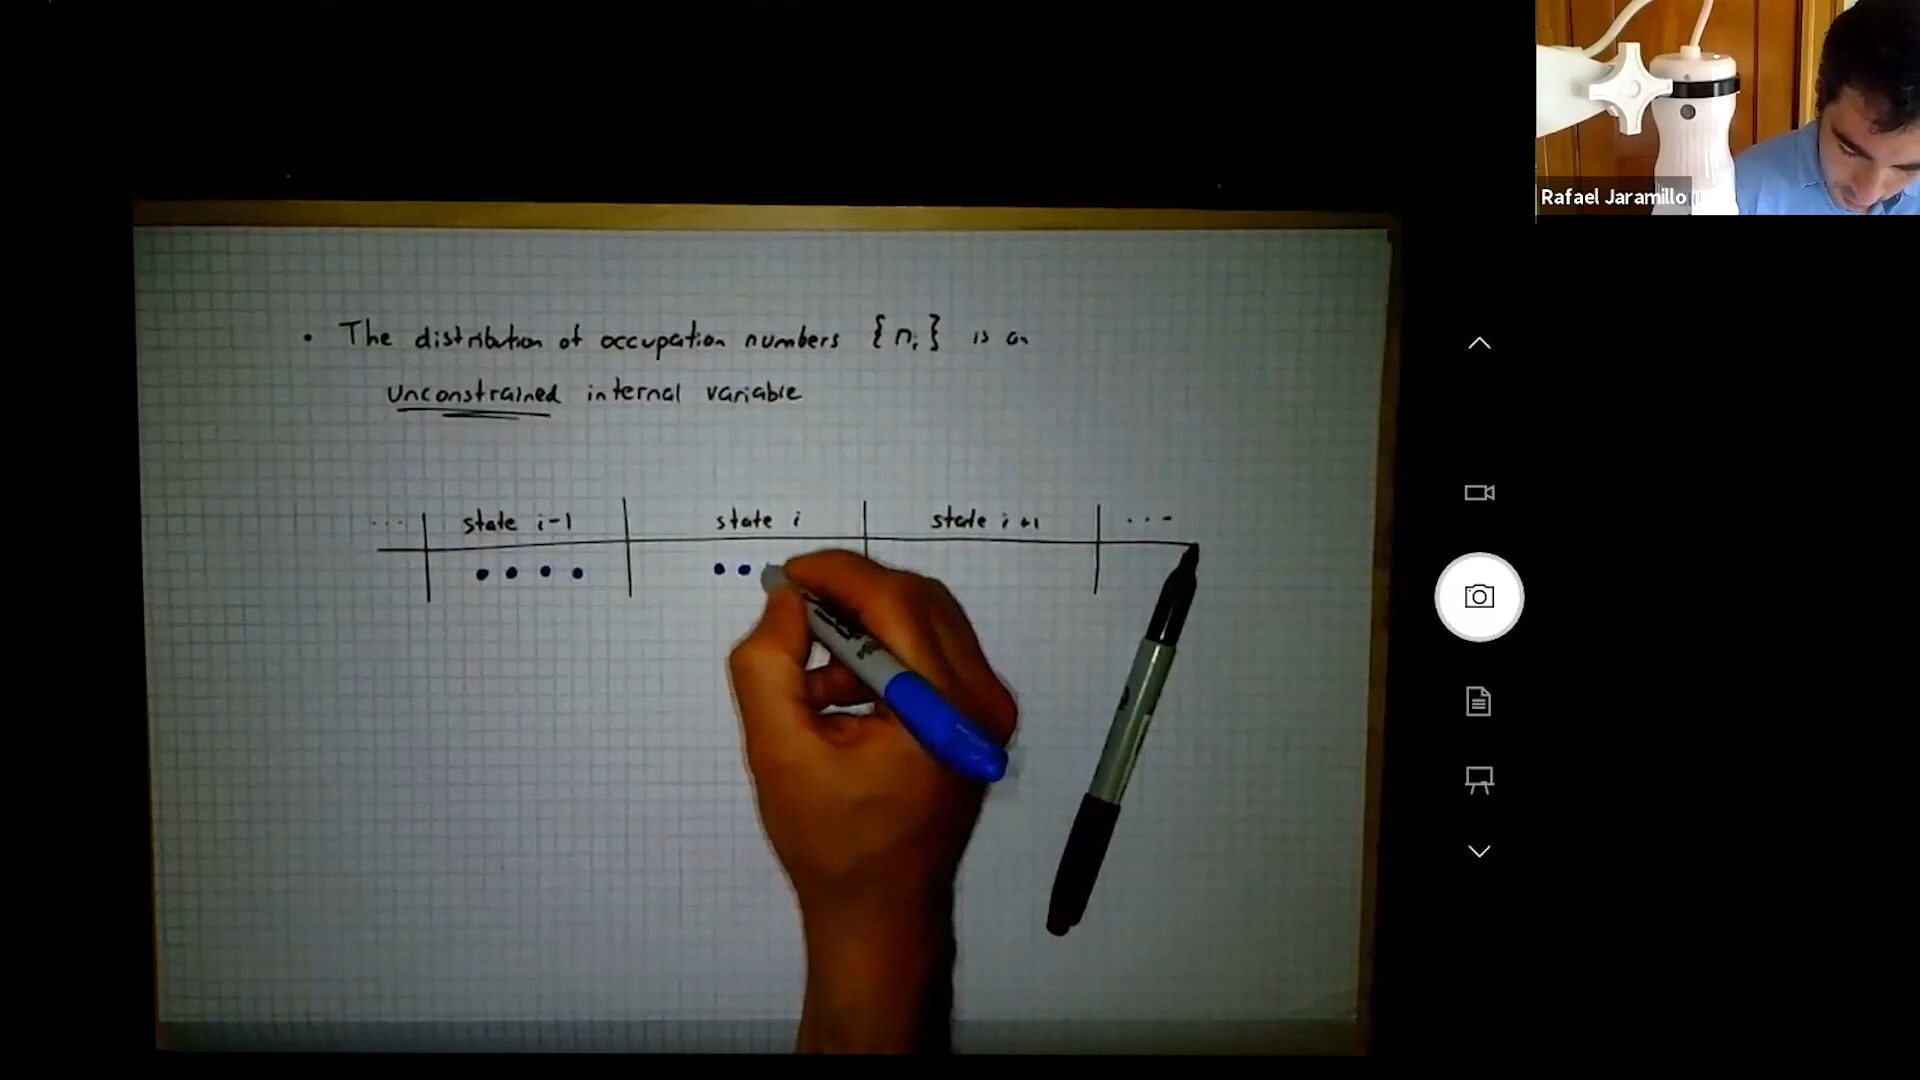 Rafael Jaramillo
• The distribution of occupation numbers {nᵢ} is an
unconstrained internal variable
... state i-1 state i state i+1 ...